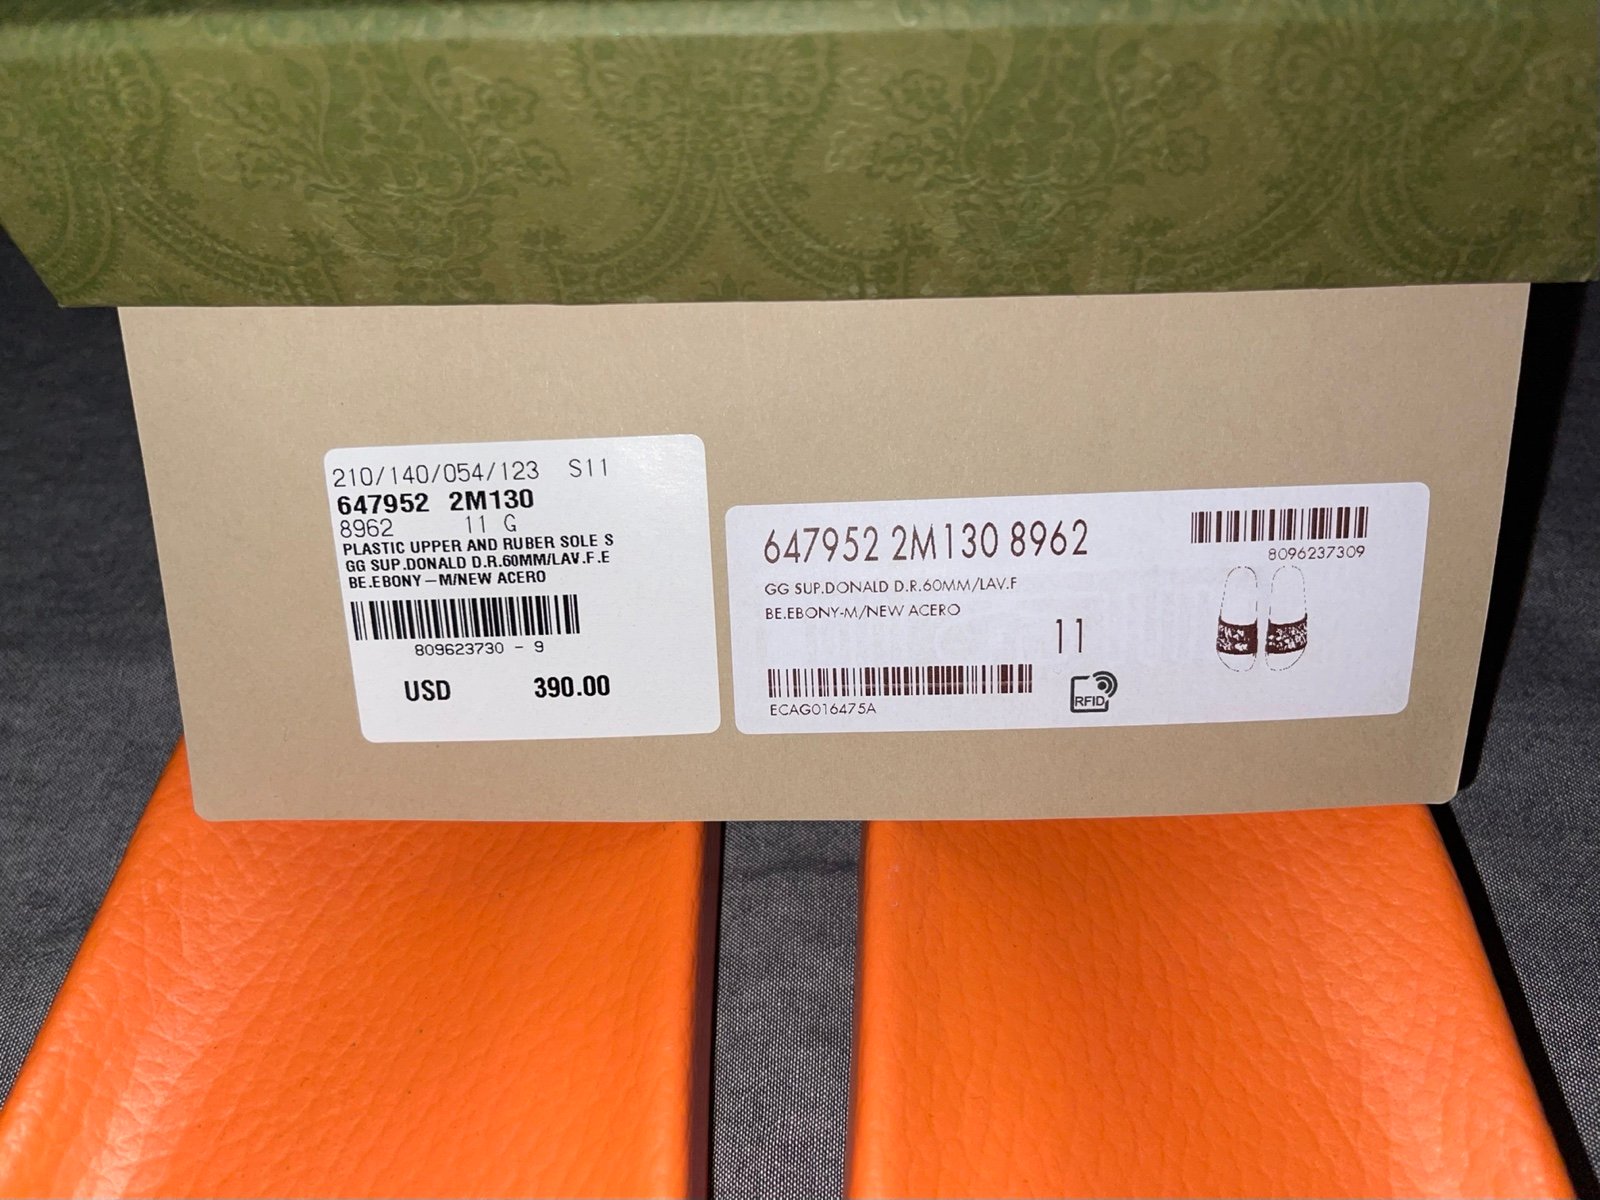 210/140/054/123 S11
647952 2M130
8962 11 G
PLASTIC UPPER AND RUBER SOLE S
GG SUP.DONALD D.R.60MM/LAV.F.E
BE.EBONY-M/NEW ACERO
809623730 - 9
USD 390.00
647952 2M130 8962
8096237309
GG SUP.DONALD D.R.60MM/LAV.F
BE.EBONY-M/NEW ACERO
11
ECAG016475A
RFID